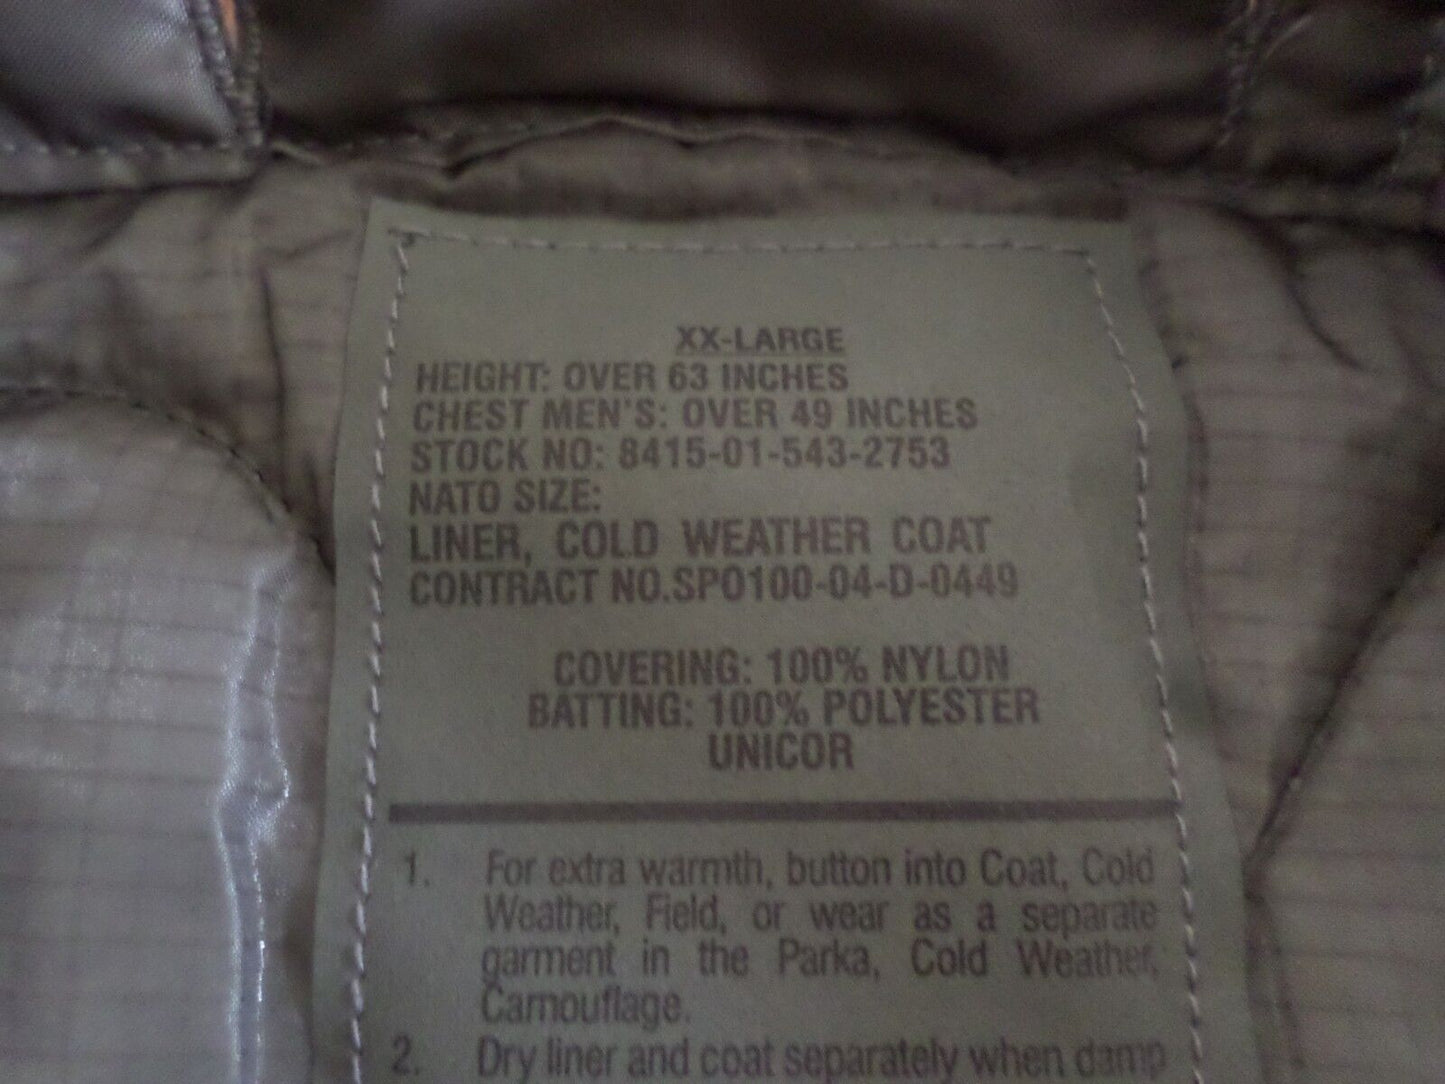 XX-LARGE
HEIGHT: OVER 63 INCHES
CHEST MEN'S: OVER 49 INCHES
STOCK NO: 8415-01-543-2753
NATO SIZE:
LINER, COLD WEATHER COAT
CONTRACT NO.SPO100-04-D-0449
COVERING: 100% NYLON
BATTING: 100% POLYESTER
UNICOR
1. For extra warmth, button into Coat, Cold
Weather, Field, or wear as a separate
garment in the Parka, Cold Weather,
Camouflage.
2. Dry liner and coat separately when damp